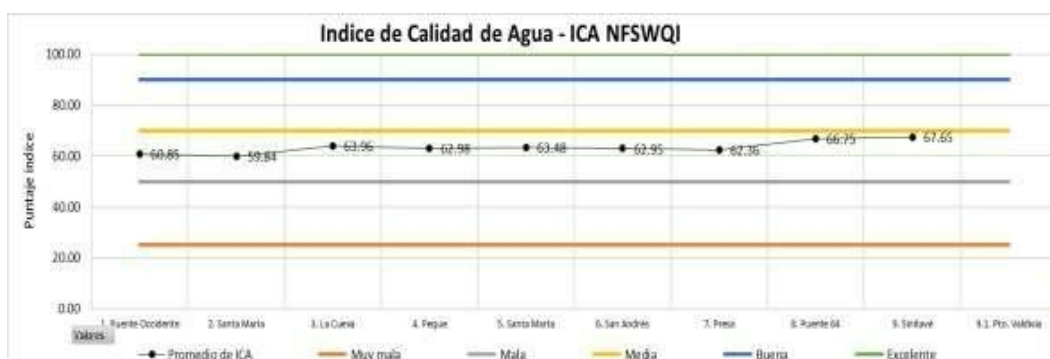 Indice de Calidad de Agua - ICA NFSWQI
Puntaje indice
100.00
80.00
60.00
40.00
20.00
0.00
60.85 59.84 63.96 62.98 63.48 62.95 62.36 66.75 67.65
1. Puente Occidente 2. Santa María 3. La Cueva 4. Peque 5. Santa Marta 6. San Andrés 7. Presa 8. Puente 64 9. Sinitavé 9.1. Pto. Valdivia
Valores
Promedio de ICA Muy mala Mala Media Buena Excelente